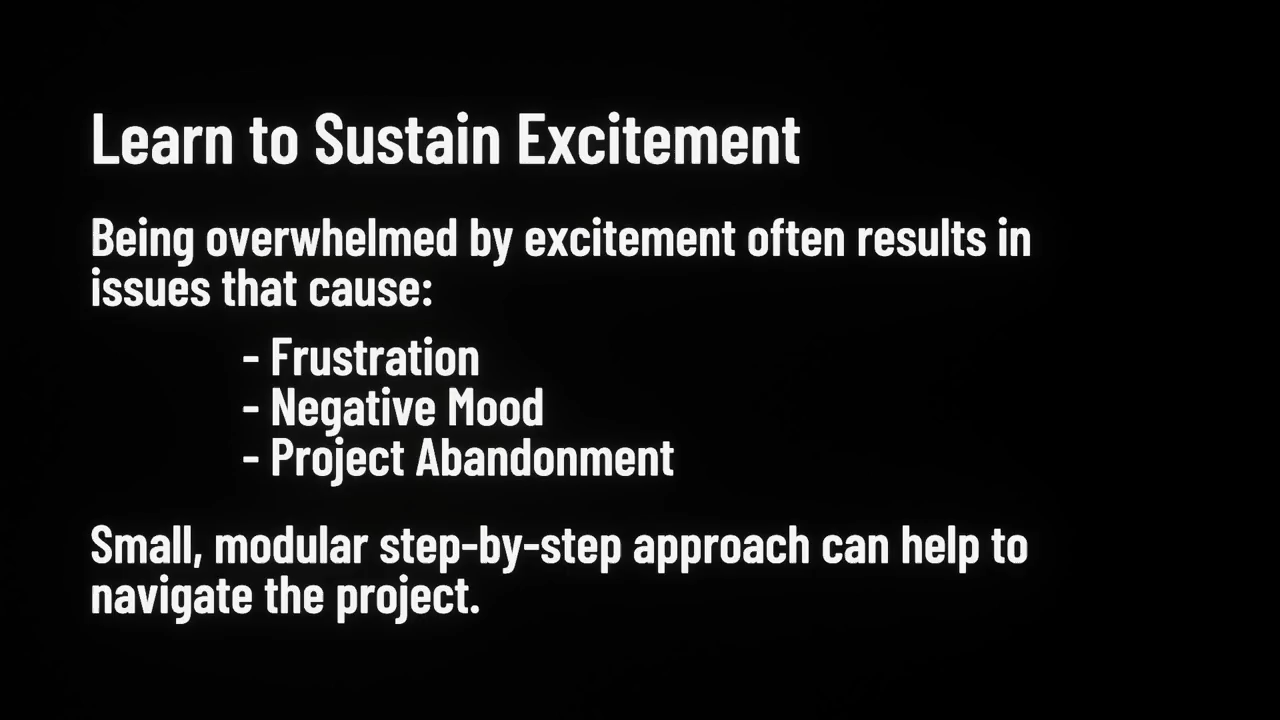 Learn to Sustain Excitement
Being overwhelmed by excitement often results in
issues that cause:
- Frustration
- Negative Mood
- Project Abandonment
Small, modular step-by-step approach can help to
navigate the project.